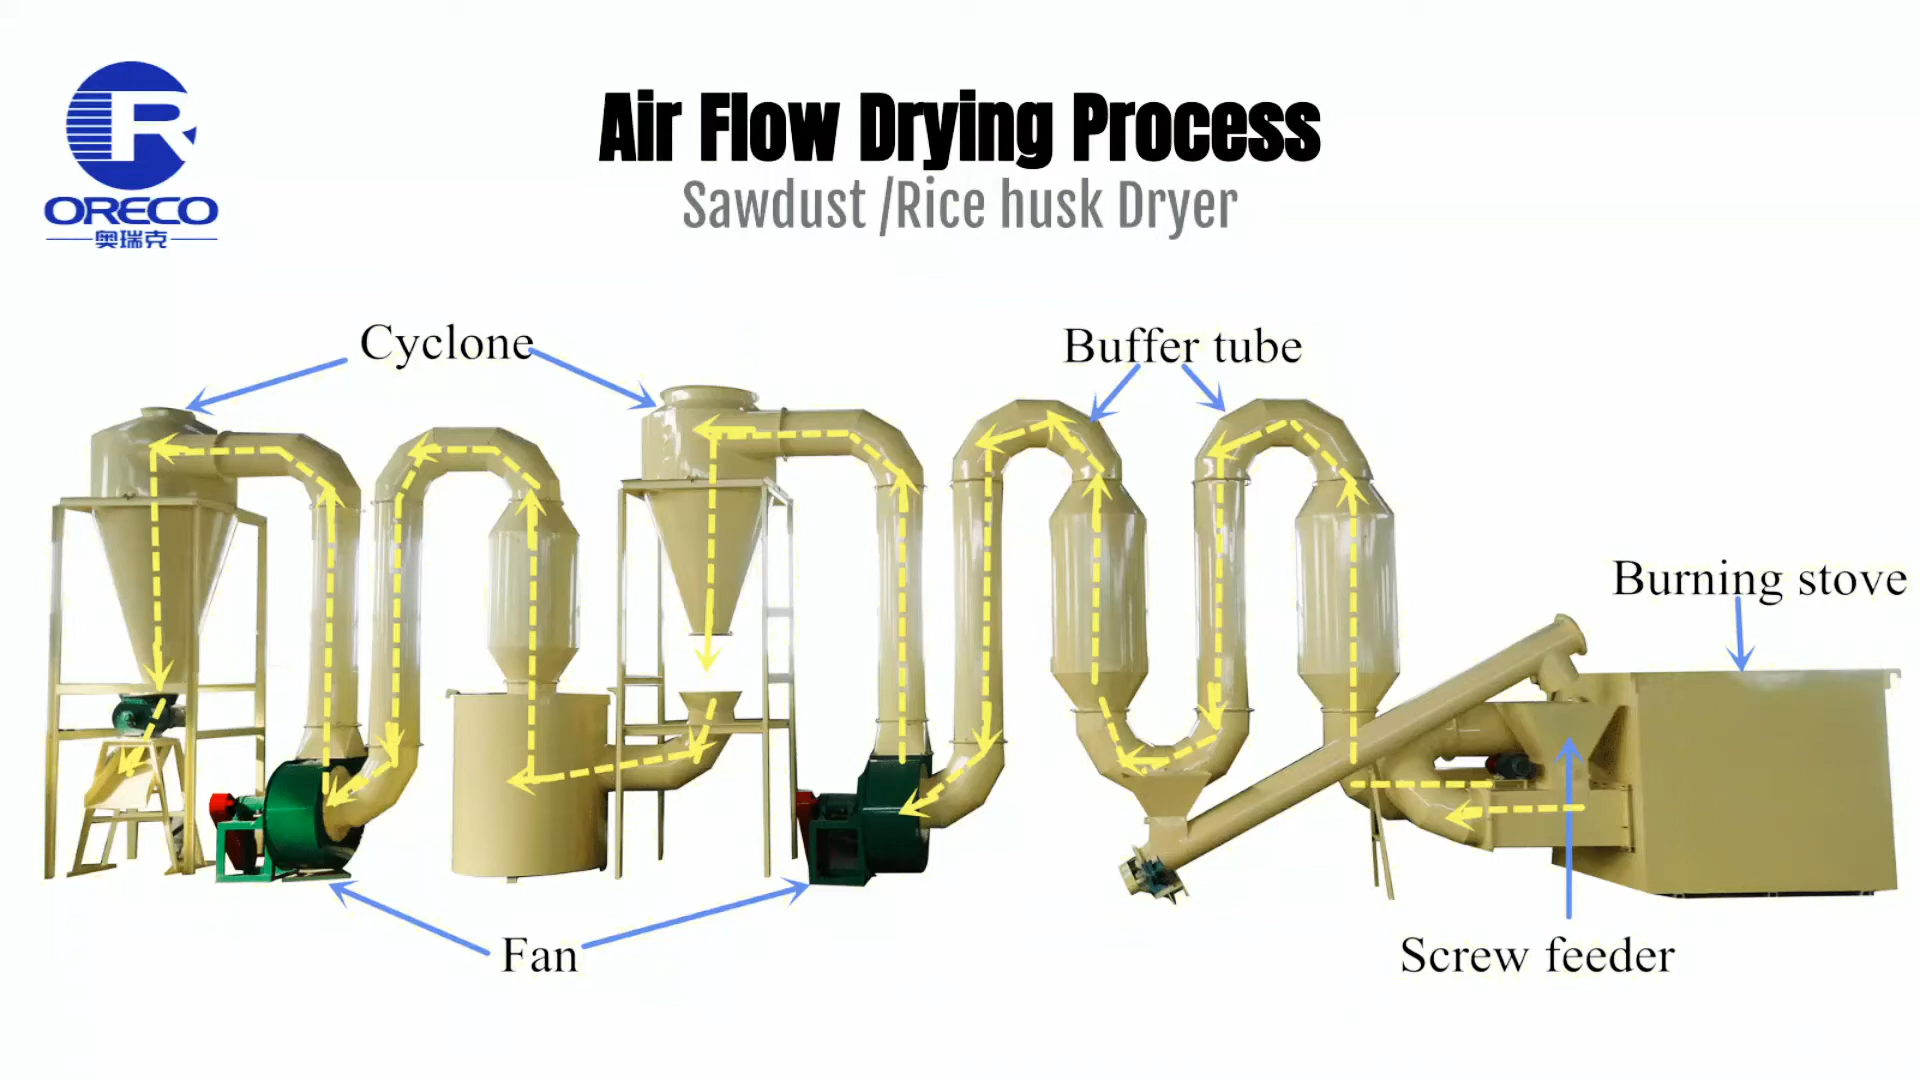 ORECO
奥瑞克
Air Flow Drying Process
Sawdust /Rice husk Dryer
Cyclone
Buffer tube
Burning stove
Fan
Screw feeder